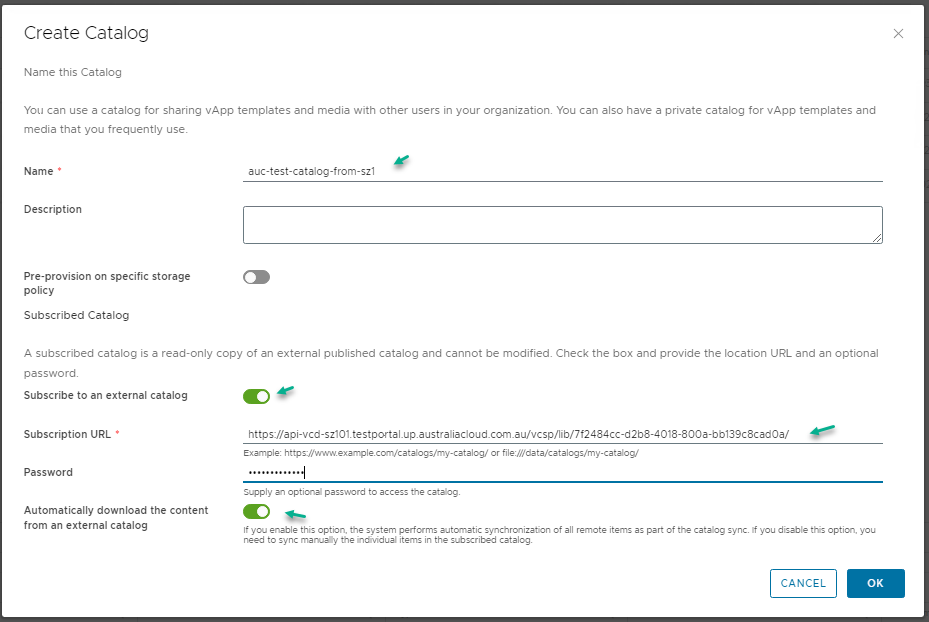 Create Catalog
Name this Catalog
You can use a catalog for sharing vApp templates and media with other users in your organization. You can also have a private catalog for vApp templates and
media that you frequently use.
Name *
auc-test-catalog-from-sz1
Description
Pre-provision on specific storage
policy
Subscribed Catalog
A subscribed catalog is a read-only copy of an external published catalog and cannot be modified. Check the box and provide the location URL and an optional
password.
Subscribe to an external catalog
Subscription URL *
https://api-vcd-sz101.testportal.up.australiacloud.com.au/vcsp/lib/7f2484cc-d2b8-4018-800a-bb139c8cad0a/
Example: https://www.example.com/catalogs/my-catalog/ or file:///data/catalogs/my-catalog/
Password
•••••••••••••
Supply an optional password to access the catalog.
Automatically download the content
from an external catalog
If you enable this option, the system performs automatic synchronization of all remote items as part of the catalog sync. If you disable this option, you
need to sync manually the individual items in the subscribed catalog.
CANCEL
OK